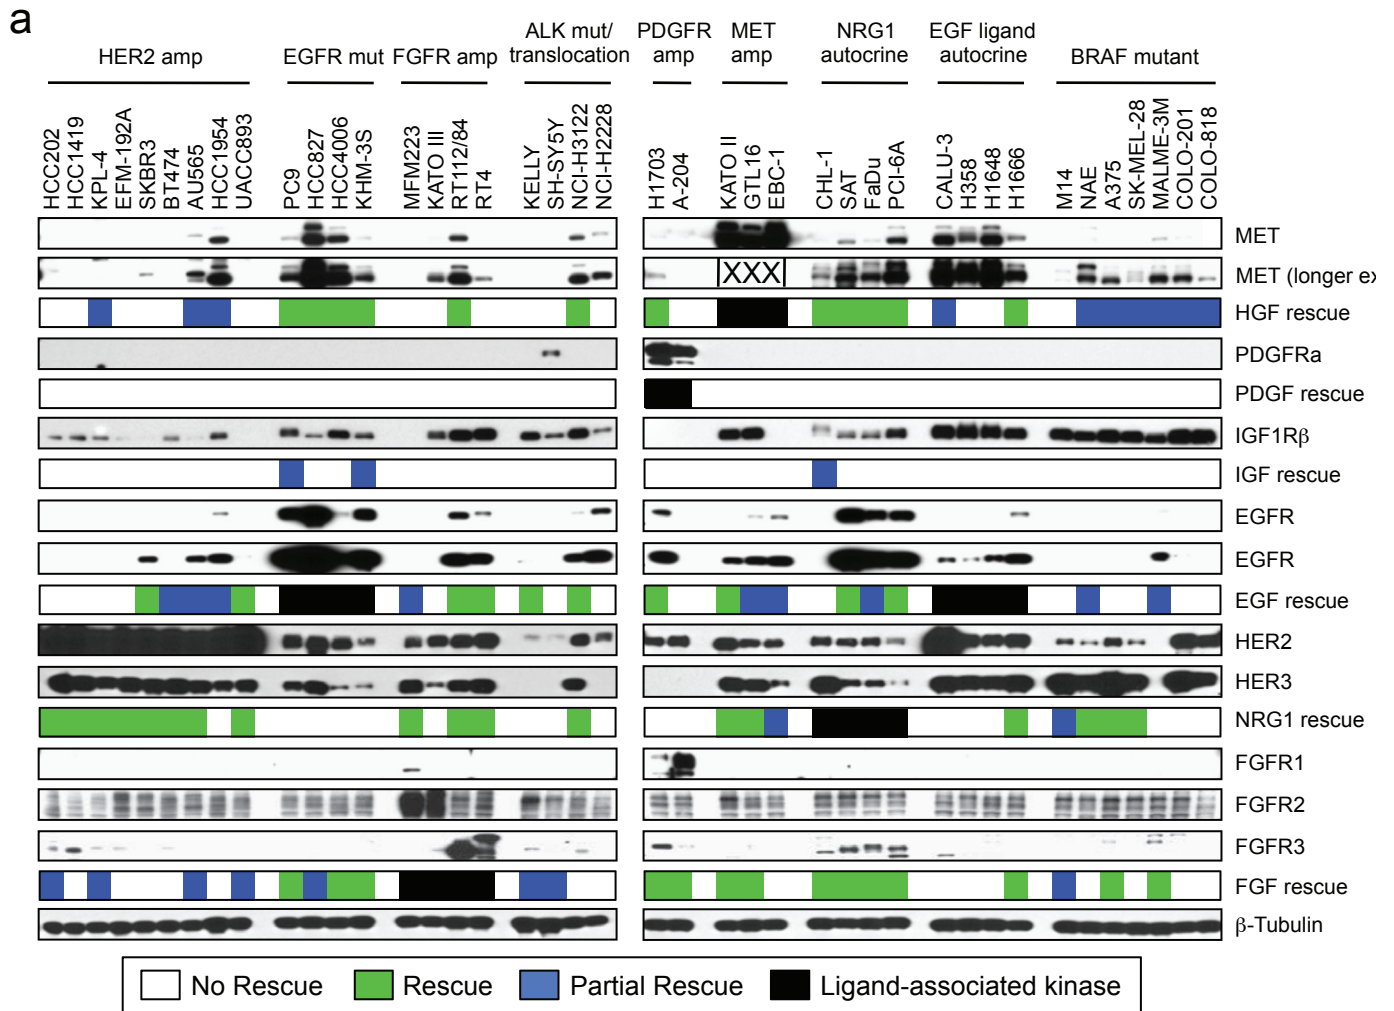 a
HER2 amp
EGFR mut
FGFR amp
ALK mut/
translocation
PDGFR
amp
MET
amp
NRG1
autocrine
EGF ligand
autocrine
BRAF mutant
HCC202
HCC1419
KPL-4
EFM-192A
SKBR3
BT474
AU565
HCC1954
UACC893
PC9
HCC827
HCC4006
KHM-3S
MFM223
KATO III
RT112/84
RT4
KELLY
SH-SY5Y
NCI-H3122
NCI-H2228
H1703
A-204
KATO II
GTL16
EBC-1
CHL-1
SAT
FaDu
PCI-6A
CALU-3
H358
H1648
H1666
M14
NAE
A375
SK-MEL-28
MALME-3M
COLO-201
COLO-818
MET
XXX
MET (longer ex
HGF rescue
PDGFRa
PDGF rescue
IGF1Rβ
IGF rescue
EGFR
EGFR
EGF rescue
HER2
HER3
NRG1 rescue
FGFR1
FGFR2
FGFR3
FGF rescue
β-Tubulin
No Rescue
Rescue
Partial Rescue
Ligand-associated kinase